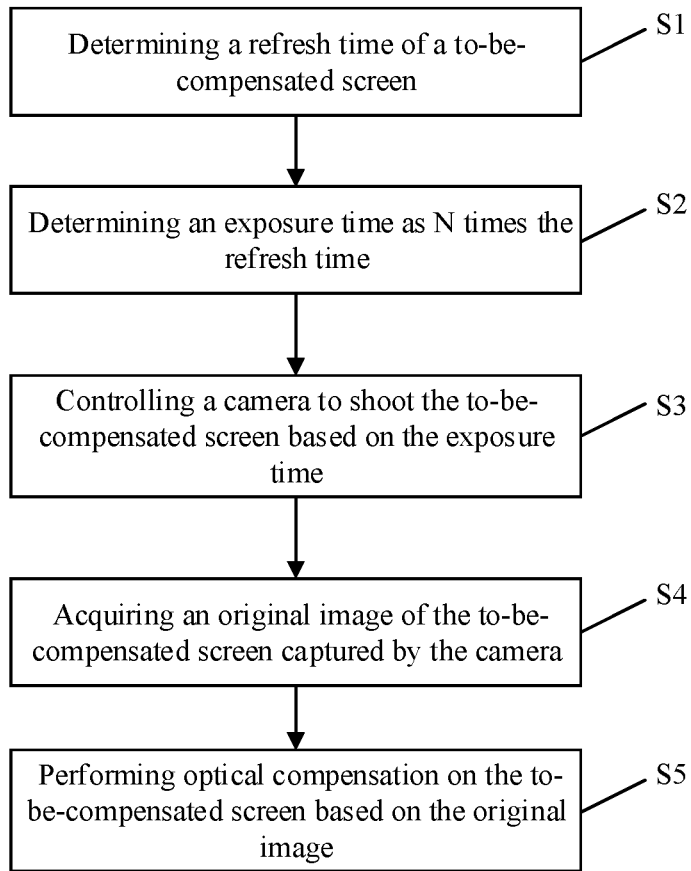 Determining a refresh time of a to-be-
compensated screen
S1
Determining an exposure time as N times the
refresh time
S2
Controlling a camera to shoot the to-be-
compensated screen based on the exposure
time
S3
Acquiring an original image of the to-be-
compensated screen captured by the camera
S4
Performing optical compensation on the to-
be-compensated screen based on the original
image
S5